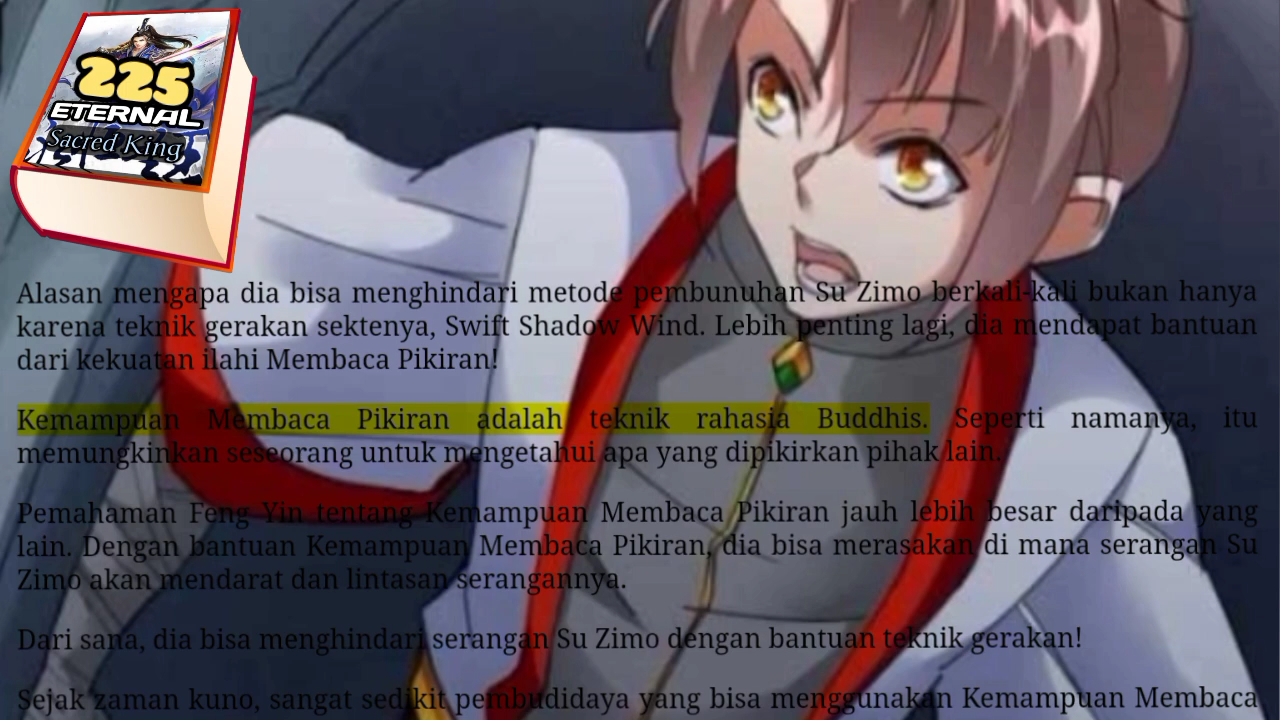 225
ETERNAL
Sacred King
Alasan mengapa dia bisa menghindari metode pembunuhan Su Zimo berkali-kali bukan hanya
karena teknik gerakan sektenya, Swift Shadow Wind. Lebih penting lagi, dia mendapat bantuan
dari kekuatan ilahi Membaca Pikiran!
Kemampuan Membaca Pikiran adalah teknik rahasia Buddhis. Seperti namanya, itu
memungkinkan seseorang untuk mengetahui apa yang dipikirkan pihak lain.
Pemahaman Feng Yin tentang Kemampuan Membaca Pikiran jauh lebih besar daripada yang
lain. Dengan bantuan Kemampuan Membaca Pikiran, dia bisa merasakan di mana serangan Su
Zimo akan mendarat dan lintasan serangannya.
Dari sana, dia bisa menghindari serangan Su Zimo dengan bantuan teknik gerakan!
Sejak zaman kuno, sangat sedikit pembudidaya yang bisa menggunakan Kemampuan Membaca